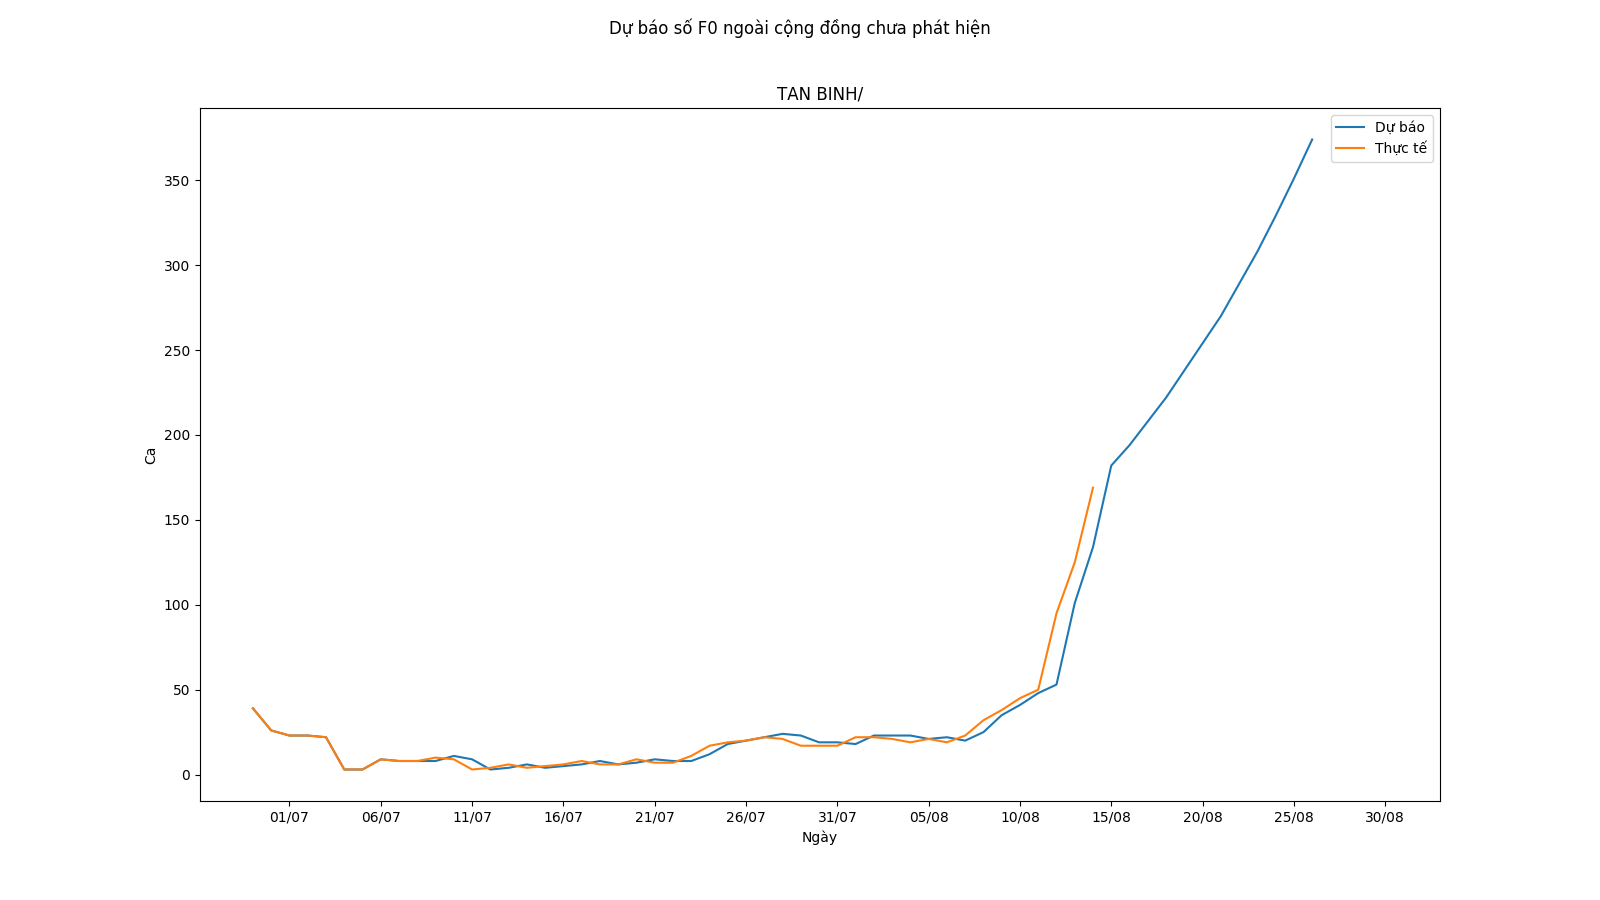 Dự báo số F0 ngoài cộng đồng chưa phát hiện
TAN BINH/
Dự báo
Thực tế
350
300
250
200
150
100
50
0
Ca
01/07 06/07 11/07 16/07 21/07 26/07 31/07 05/08 10/08 15/08 20/08 25/08 30/08
Ngày